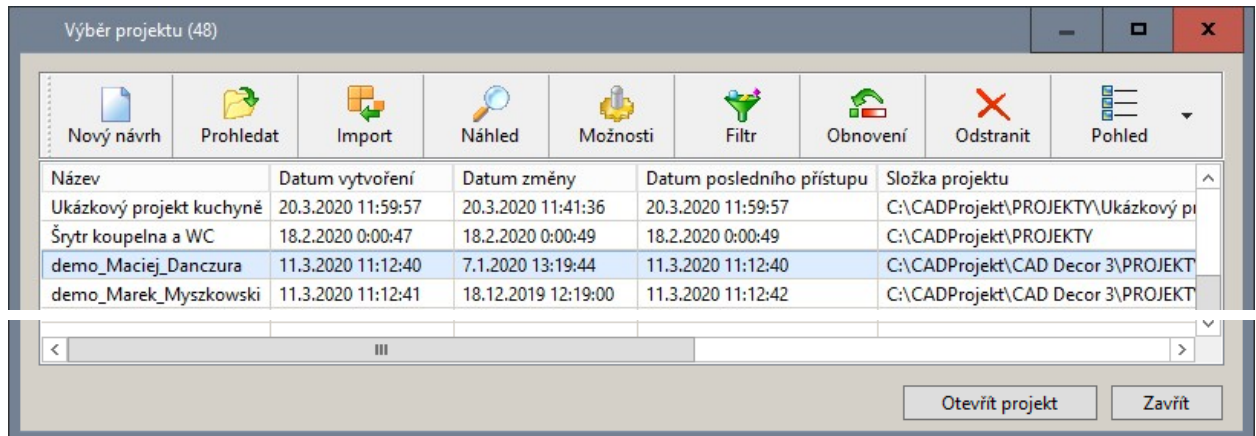 Výběr projektu (48)
Nový návrh Prohledat Import Náhled Možnosti Filtr Obnovení Odstranit Pohled
Název Datum vytvoření Datum změny Datum posledního přístupu Složka projektu
Ukázkový projekt kuchyně 20.3.2020 11:59:57 20.3.2020 11:41:36 20.3.2020 11:59:57 C:\CADProjekt\PROJEKTY\Ukázkový
Šrytr koupelna a WC 18.2.2020 0:00:47 18.2.2020 0:00:49 18.2.2020 0:00:49 C:\CADProjekt\PROJEKTY
demo_Maciej_Danczura 11.3.2020 11:12:40 7.1.2020 13:19:44 11.3.2020 11:12:40 C:\CADProjekt\CAD Decor 3\PROJEKT
demo_Marek_Myszkowski 11.3.2020 11:12:41 18.12.2019 12:19:00 11.3.2020 11:12:42 C:\CADProjekt\CAD Decor 3\PROJEKT
Otevřít projekt Zavřít